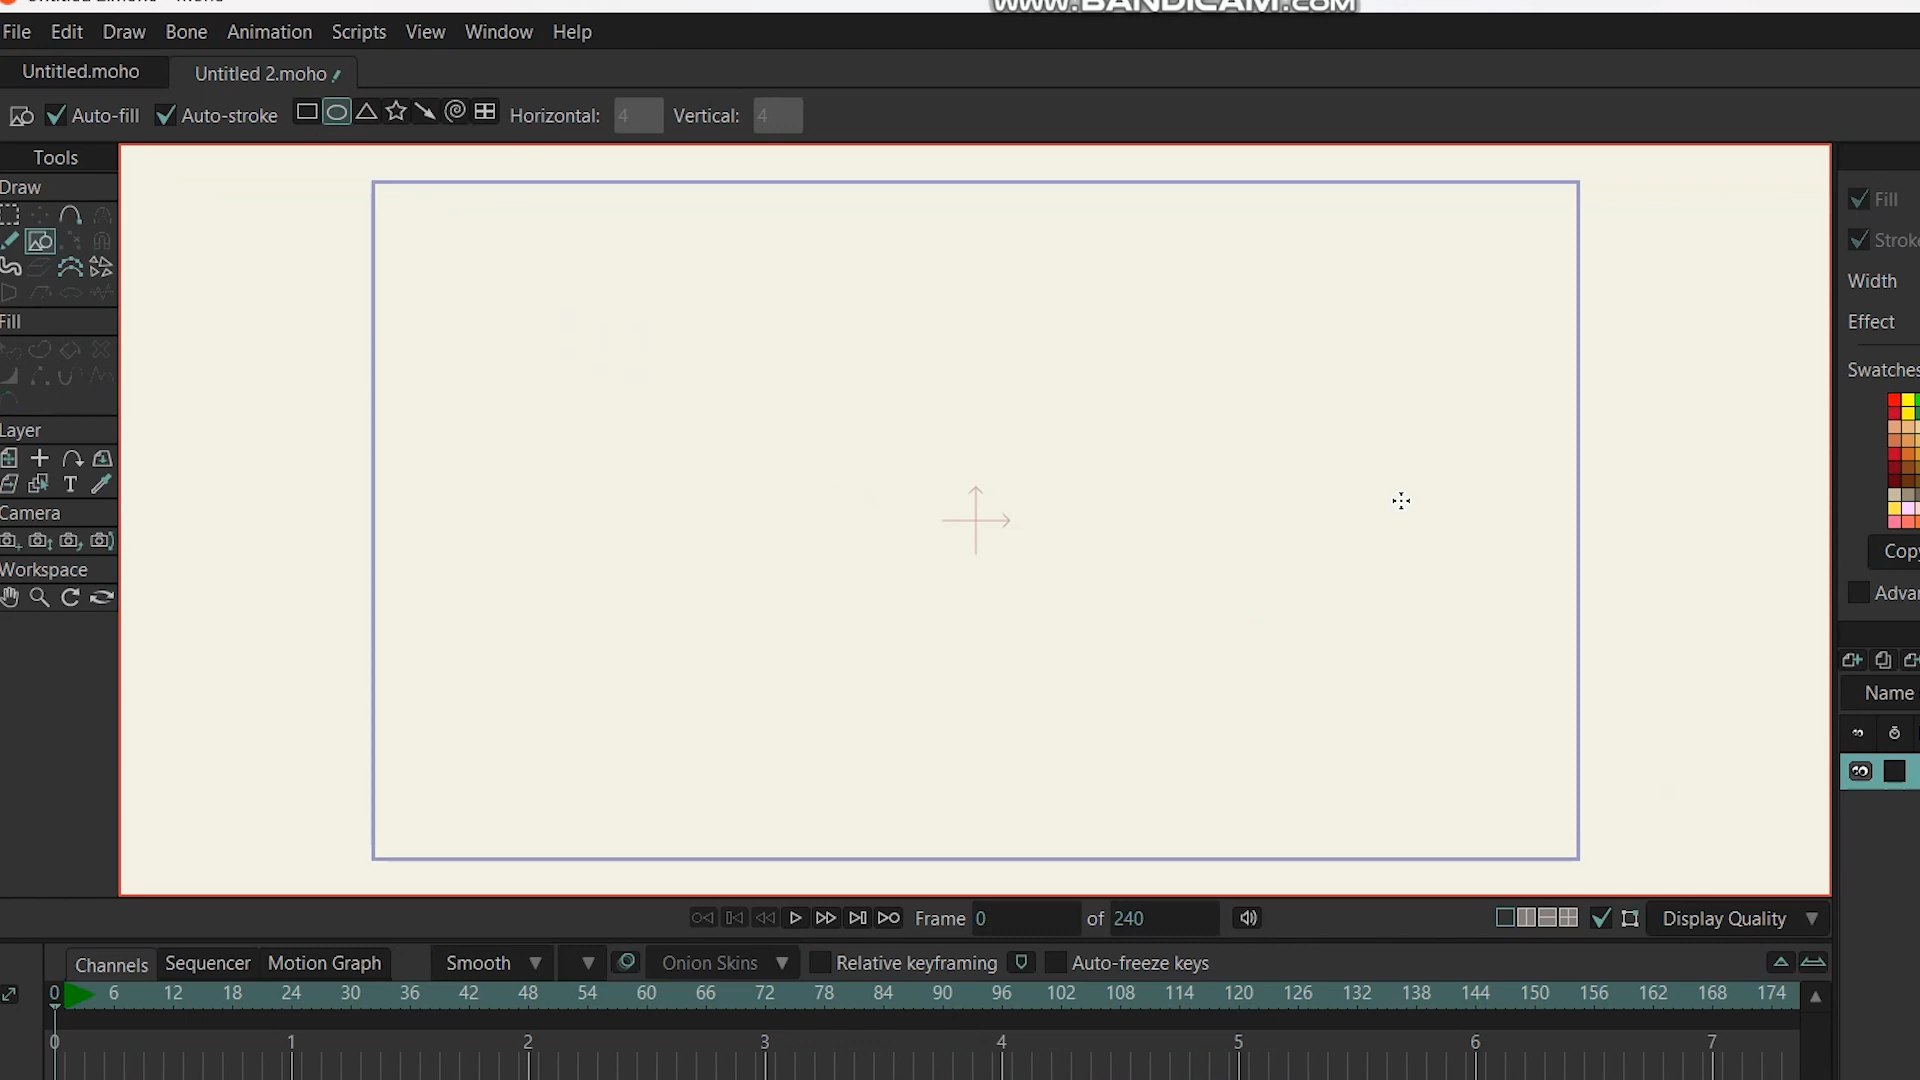 www.BANDICAM.com
File Edit Draw Bone Animation Scripts View Window Help
Untitled.moho Untitled 2.moho
Auto-fill Auto-stroke Horizontal: 4 Vertical: 4
Tools
Draw
Fill
Layer
T
Camera
Workspace
Fill
Stroke
Width
Effect
Swatches
Copy
Name
Frame 0 of 240 Display Quality
Channels Sequencer Motion Graph Smooth Onion Skins Relative keyframing Auto-freeze keys
0 6 12 18 24 30 36 42 48 54 60 66 72 78 84 90 96 102 108 114 120 126 132 138 144 150 156 162 168 174
0 1 2 3 4 5 6 7